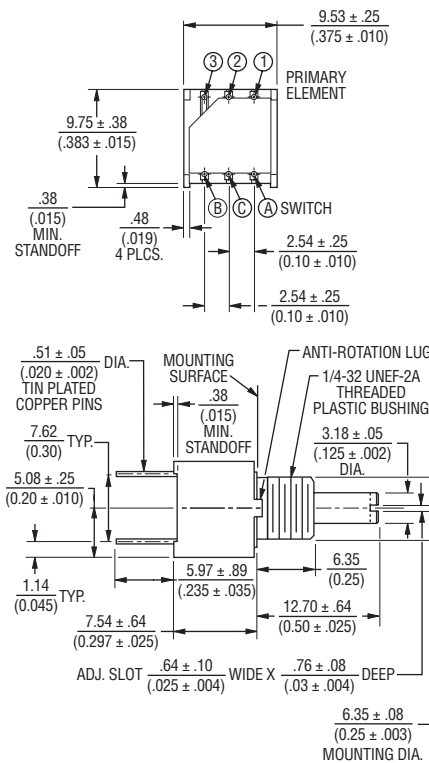 9.53 ± .25
(.375 ± .010)
3 2 1
PRIMARY
ELEMENT
9.75 ± .38
(.383 ± .015)
.38
(.015)
MIN.
STANDOFF
.48
(.019)
4 PLCS.
B C A SWITCH
2.54 ± .25
(0.10 ± .010)
2.54 ± .25
(0.10 ± .010)
.51 ± .05
(.020 ± .002)
DIA.
TIN PLATED
COPPER PINS
MOUNTING
SURFACE
ANTI-ROTATION LUG
1/4-32 UNEF-2A
THREADED
PLASTIC BUSHING
.38
(.015)
MIN.
STANDOFF
7.62
(0.30)
TYP.
3.18 ± .05
(.125 ± .002)
DIA.
5.08 ± .25
(0.20 ± .010)
1.14
(0.045)
TYP.
5.97 ± .89
(.235 ± .035)
6.35
(0.25)
7.54 ± .64
(0.297 ± .025)
12.70 ± .64
(0.50 ± .025)
ADJ. SLOT .64 ± .10 WIDE X .76 ± .08 DEEP
(.025 ± .004) (.03 ± .004)
6.35 ± .08
(0.25 ± .003)
MOUNTING DIA.